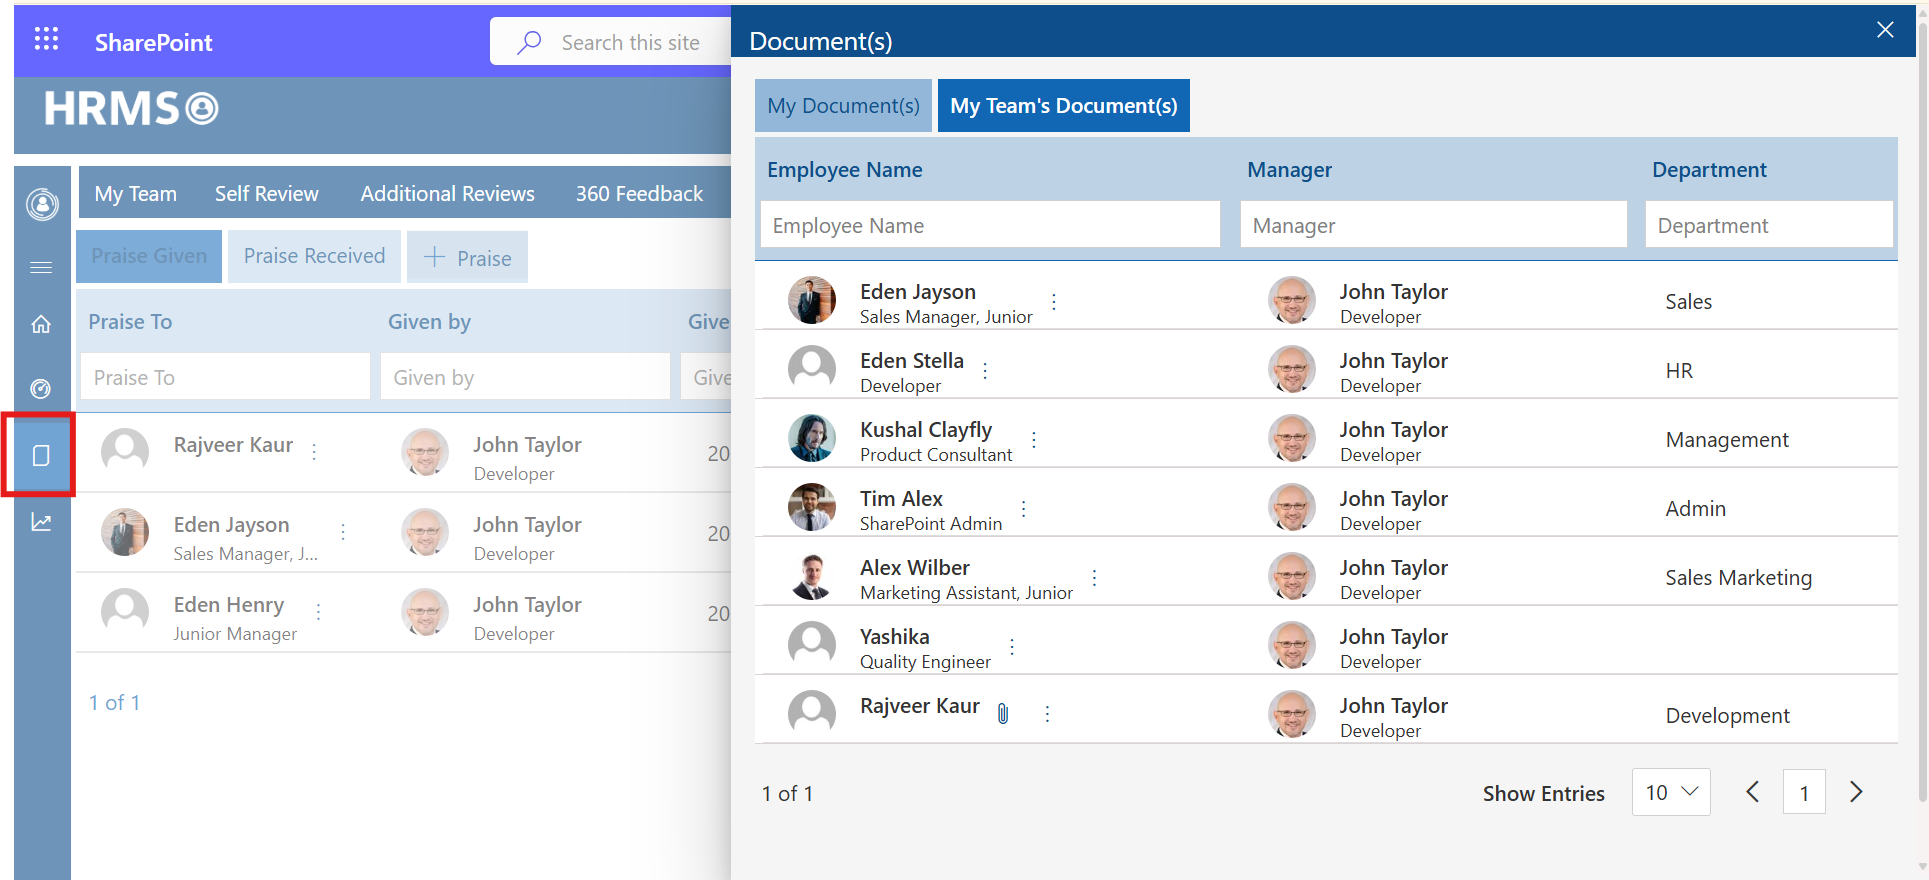 SharePoint
Search this site
HRMS
My Team Self Review Additional Reviews 360 Feedback
Praise Given Praise Received Praise
Praise To Given by Give
Praise To Given by Give
Rajveer Kaur John Taylor 20
Developer
Eden Jayson John Taylor 20
Sales Manager, J... Developer
Eden Henry John Taylor 20
Junior Manager Developer
1 of 1
Document(s)
My Document(s) My Team's Document(s)
Employee Name Manager Department
Employee Name Manager Department
Eden Jayson John Taylor Sales
Sales Manager, Junior Developer
Eden Stella John Taylor HR
Developer Developer
Kushal Clayfly John Taylor Management
Product Consultant Developer
Tim Alex John Taylor Admin
SharePoint Admin Developer
Alex Wilber John Taylor Sales Marketing
Marketing Assistant, Junior Developer
Yashika John Taylor
Quality Engineer Developer
Rajveer Kaur John Taylor Development
Developer
1 of 1 Show Entries 10 1